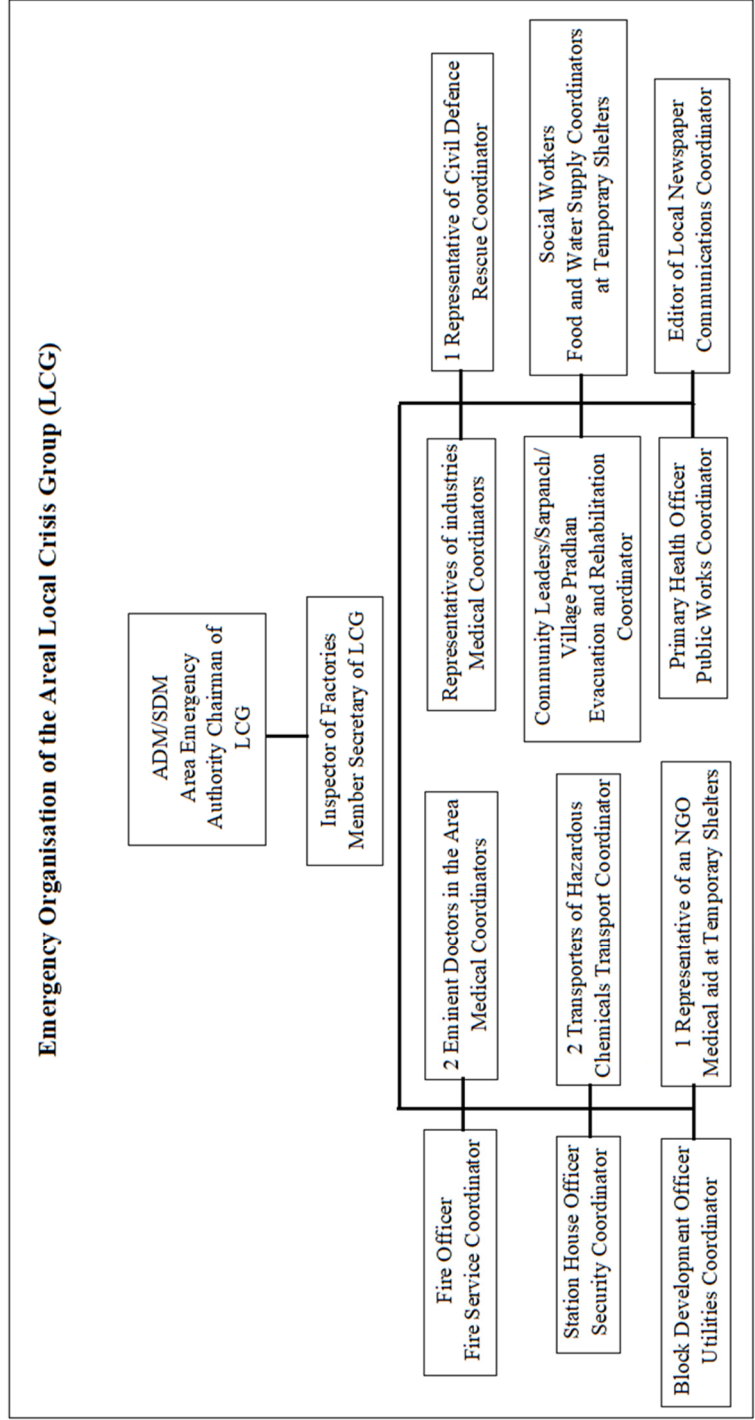 Emergency Organisation of the Areal Local Crisis Group (LCG)
ADM/SDM
Area Emergency
Authority Chairman of
LCG
Inspector of Factories
Member Secretary of LCG
Fire Officer
Fire Service Coordinator
2 Eminent Doctors in the Area
Medical Coordinators
Representatives of industries
Medical Coordinators
1 Representative of Civil Defence
Rescue Coordinator
Station House Officer
Security Coordinator
2 Transporters of Hazardous
Chemicals Transport Coordinator
Community Leaders/Sarpanch/
Village Pradhan
Evacuation and Rehabilitation
Coordinator
Social Workers
Food and Water Supply Coordinators
at Temporary Shelters
Block Development Officer
Utilities Coordinator
1 Representative of an NGO
Medical aid at Temporary Shelters
Primary Health Officer
Public Works Coordinator
Editor of Local Newspaper
Communications Coordinator